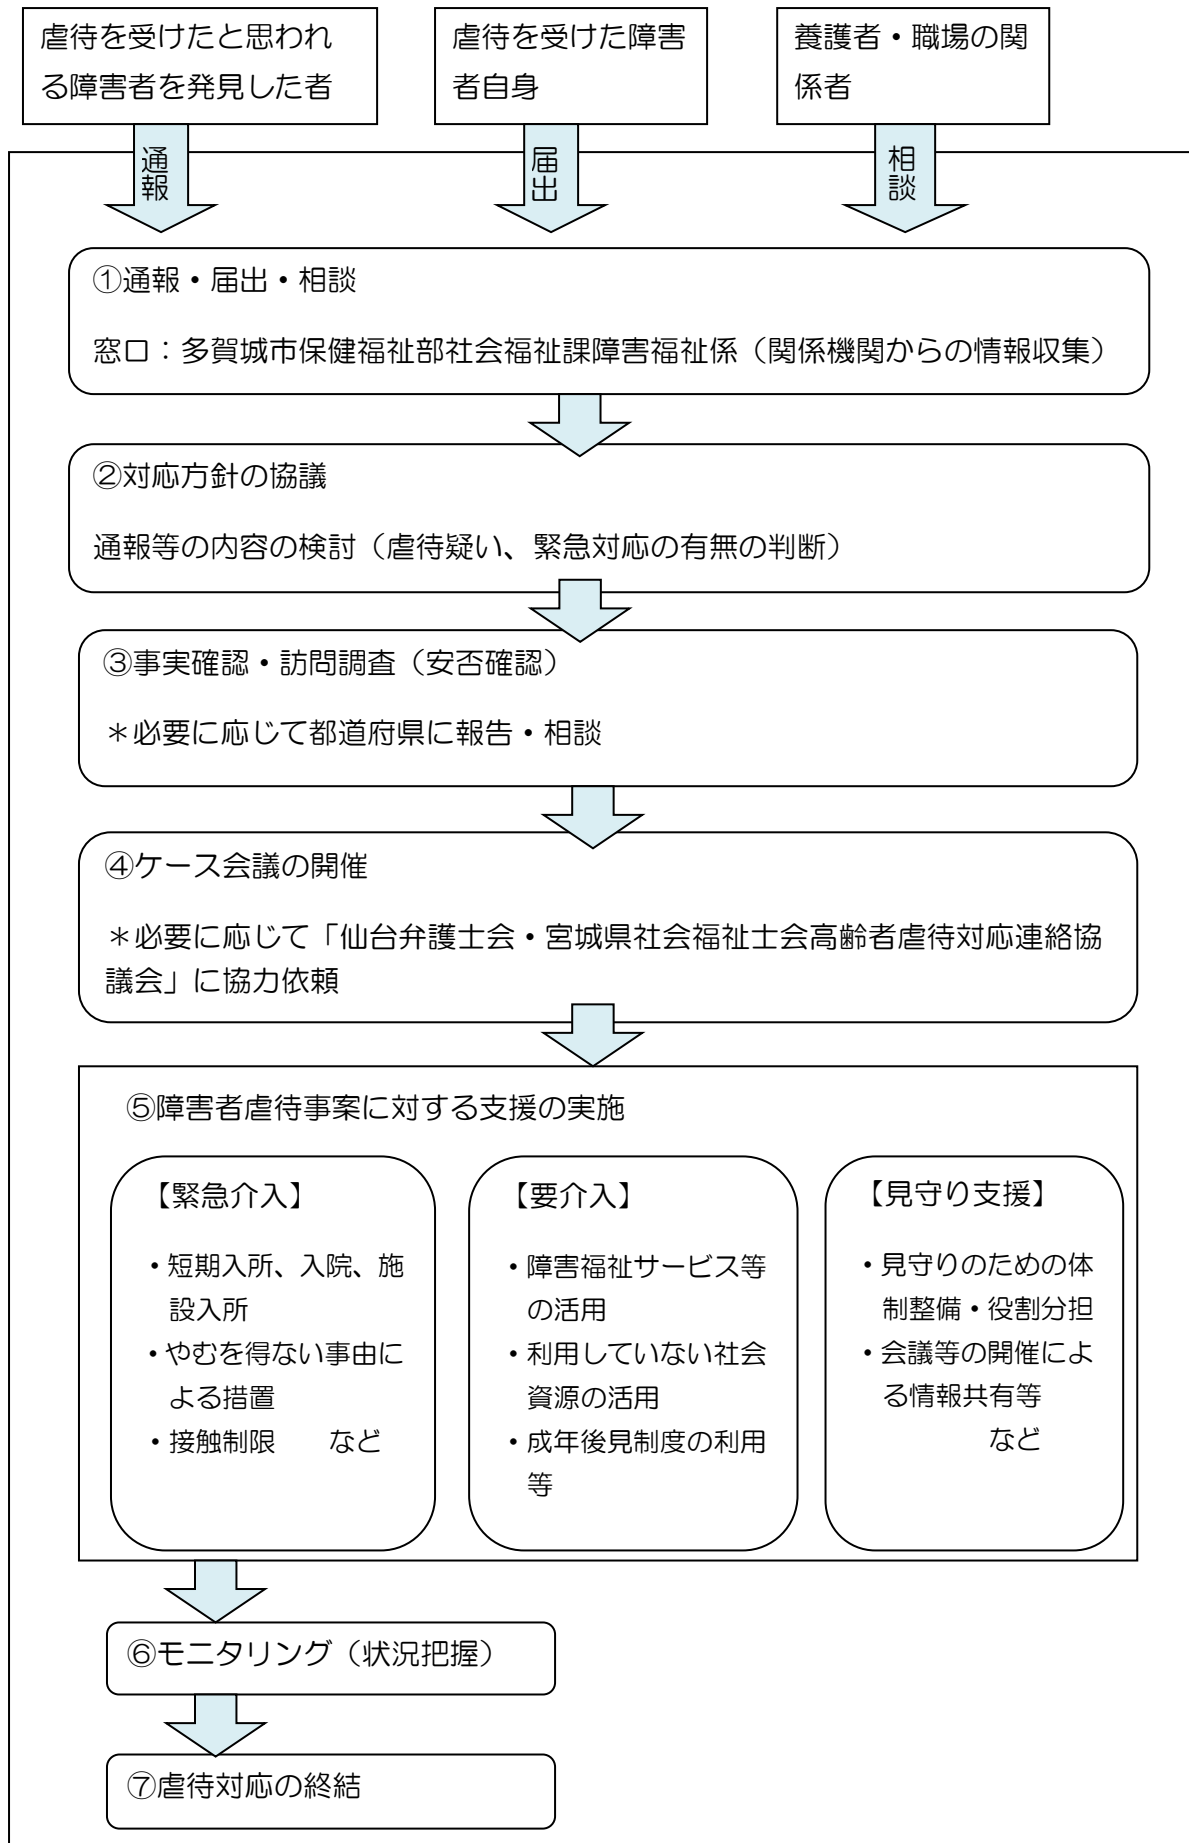 虐待を受けたと思われ
る障害者を発見した者
虐待を受けた障害
者自身
養護者・職場の関
係者
通報
届出
相談
①通報・届出・相談
窓口：多賀城市保健福祉部社会福祉課障害福祉係（関係機関からの情報収集）
②対応方針の協議
通報等の内容の検討（虐待疑い、緊急対応の有無の判断）
③事実確認・訪問調査（安否確認）
＊必要に応じて都道府県に報告・相談
④ケース会議の開催
＊必要に応じて「仙台弁護士会・宮城県社会福祉士会高齢者虐待対応連絡協
議会」に協力依頼
⑤障害者虐待事案に対する支援の実施
【緊急介入】
・短期入所、入院、施
設入所
・やむを得ない事由に
よる措置
・接触制限　　など
【要介入】
・障害福祉サービス等
の活用
・利用していない社会
資源の活用
・成年後見制度の利用
等
【見守り支援】
・見守りのための体
制整備・役割分担
・会議等の開催によ
る情報共有等
など
⑥モニタリング（状況把握）
⑦虐待対応の終結